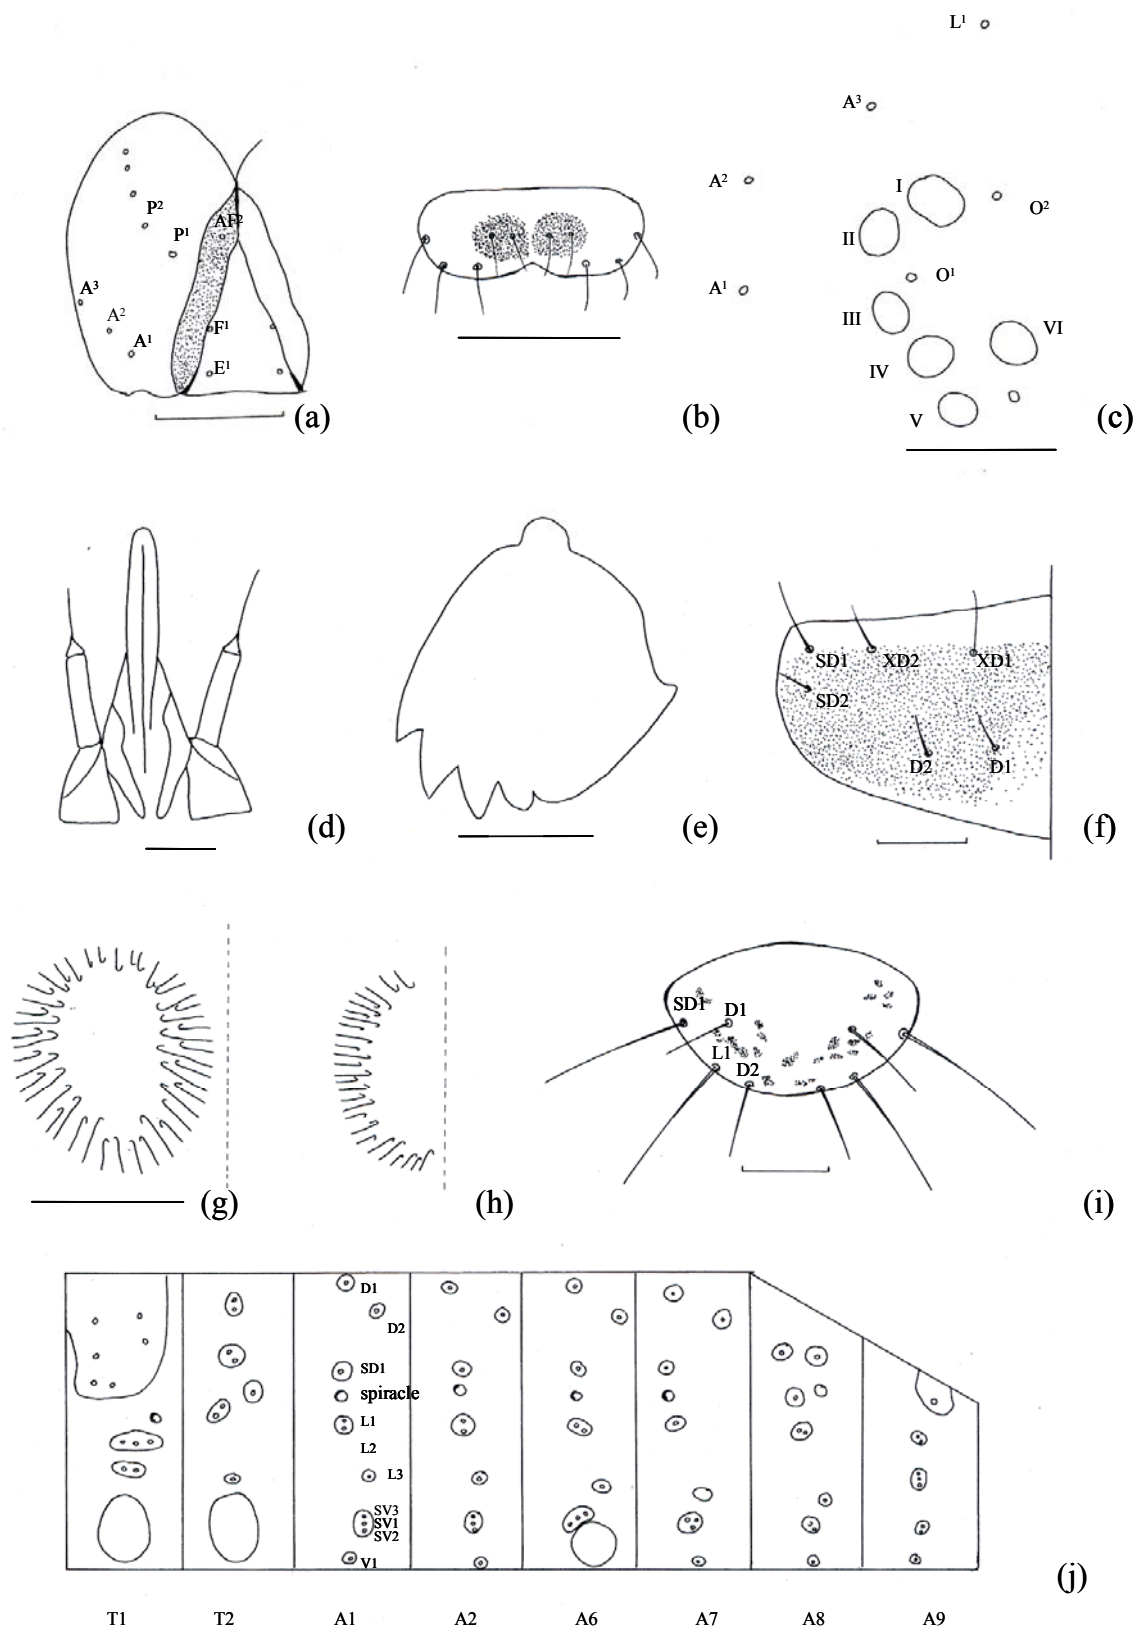 L¹
A³
A²
I
O²
II
A¹
O¹
III
VI
IV
V
P²
AF²
P¹
A³
A²
A¹
F¹
E¹
(a)
(b)
(c)
SD1 XD2 XD1
SD2
D2 D1
(d)
(e)
(f)
SD1 D1
L1
D2
(g)
(h)
(i)
D1
D2
SD1
spiracle
L1
L2
L3
SV3
SV1
SV2
V1
(j)
T1 T2 A1 A2 A6 A7 A8 A9